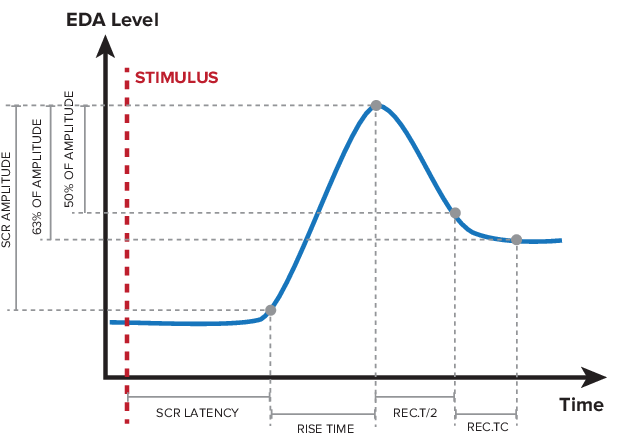 EDA Level
STIMULUS
SCR AMPLITUDE
63% OF AMPLITUDE
50% OF AMPLITUDE
Time
SCR LATENCY
RISE TIME
REC.T/2
REC.TC